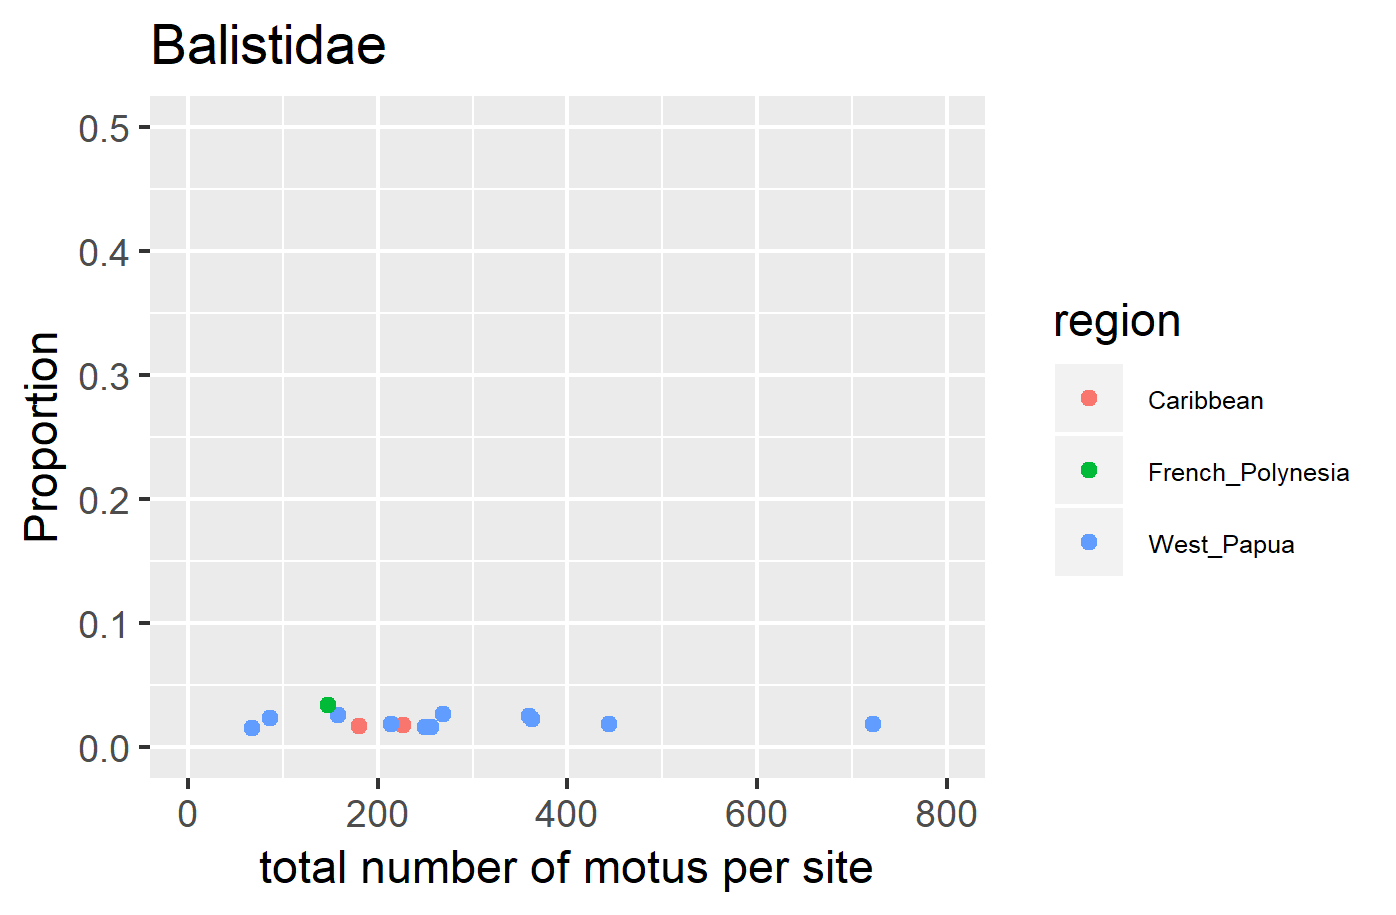 Balistidae
0.5
0.4
0.3
0.2
0.1
0.0
Proportion
0 200 400 600 800
total number of motus per site
region
Caribbean
French_Polynesia
West_Papua